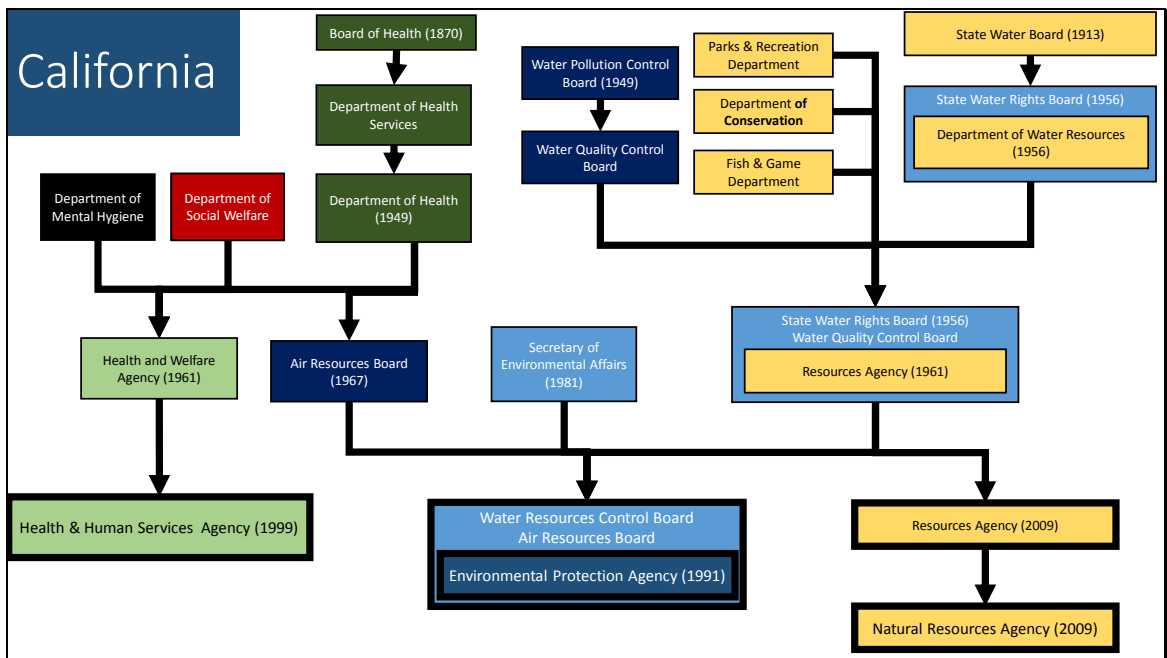 California
Board of Health (1870)
Department of Health
Services
Department of Health
(1949)
Department of
Mental Hygiene
Department of
Social Welfare
Water Pollution Control
Board (1949)
Water Quality Control
Board
Parks & Recreation
Department
Department of
Conservation
Fish & Game
Department
State Water Board (1913)
State Water Rights Board (1956)
Department of Water Resources
(1956)
Health and Welfare
Agency (1961)
Air Resources Board
(1967)
Secretary of
Environmental Affairs
(1981)
State Water Rights Board (1956)
Water Quality Control Board
Resources Agency (1961)
Health & Human Services Agency (1999)
Water Resources Control Board
Air Resources Board
Environmental Protection Agency (1991)
Resources Agency (2009)
Natural Resources Agency (2009)